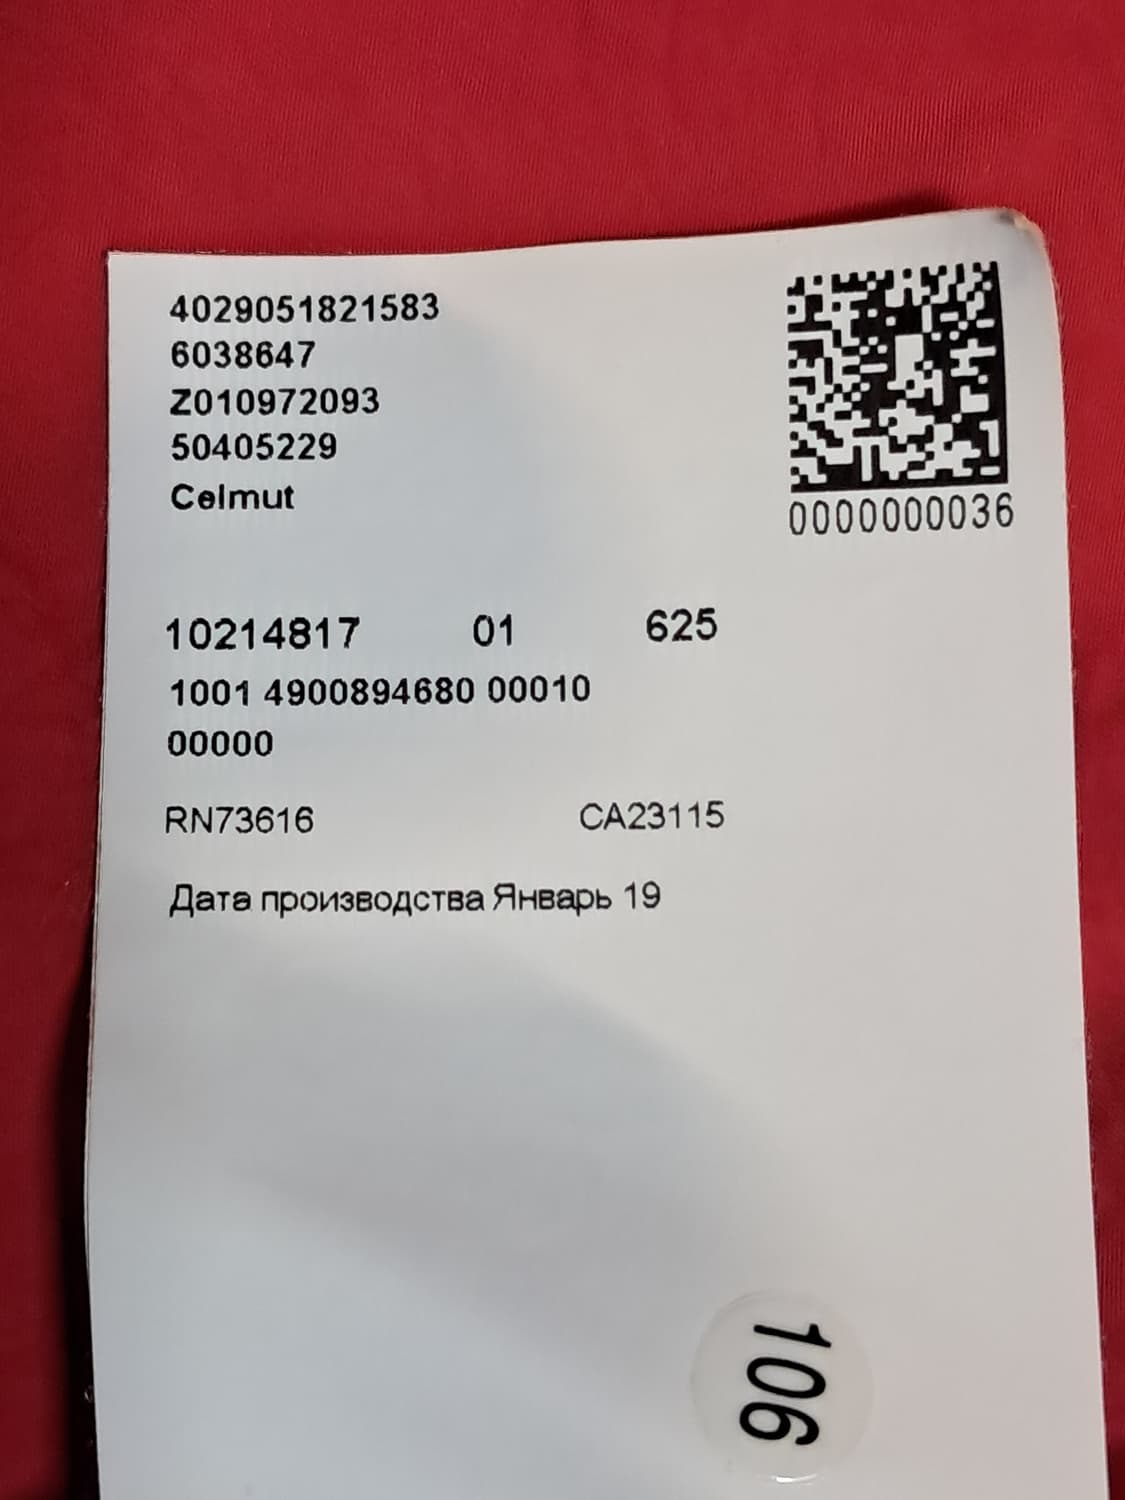 4029051821583
6038647
Z010972093
50405229
Celmut
0000000036
10214817 01 625
1001 4900894680 00010
00000
RN73616 CA23115
Дата производства Январь 19
106